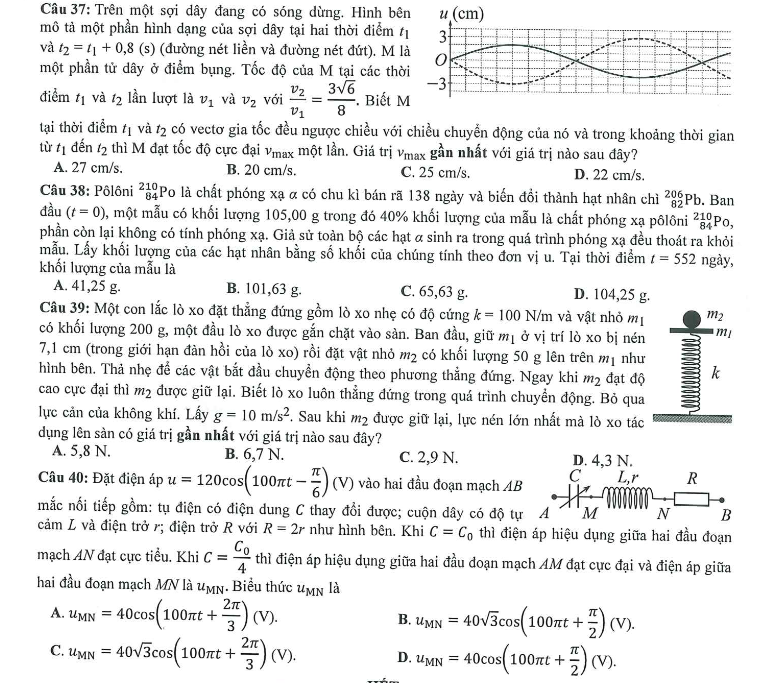 Câu 37: Trên một sợi dây đang có sóng dừng. Hình bên
mô tả một phần hình dạng của sợi dây tại hai thời điểm t₁
và t₂ = t₁ + 0,8 (s) (đường nét liền và đường nét đứt). M là
một phần tử dây ở điểm bụng. Tốc độ của M tại các thời
điểm t₁ và t₂ lần lượt là v₁ và v₂ với v₂/v₁ = 3√6/8. Biết M
u (cm)
3
O
−3
tại thời điểm t₁ và t₂ có vectơ gia tốc đều ngược chiều với chiều chuyển động của nó và trong khoảng thời gian
từ t₁ đến t₂ thì M đạt tốc độ cực đại vmax một lần. Giá trị vmax gần nhất với giá trị nào sau đây?
A. 27 cm/s. B. 20 cm/s. C. 25 cm/s. D. 22 cm/s.
Câu 38: Pôlôni ²¹⁰₈₄Po là chất phóng xạ α có chu kì bán rã 138 ngày và biến đổi thành hạt nhân chì ²⁰⁶₈₂Pb. Ban
đầu (t = 0), một mẫu có khối lượng 105,00 g trong đó 40% khối lượng của mẫu là chất phóng xạ pôlôni ²¹⁰₈₄Po,
phần còn lại không có tính phóng xạ. Giả sử toàn bộ các hạt α sinh ra trong quá trình phóng xạ đều thoát ra khỏi
mẫu. Lấy khối lượng của các hạt nhân bằng số khối của chúng tính theo đơn vị u. Tại thời điểm t = 552 ngày,
khối lượng của mẫu là
A. 41,25 g. B. 101,63 g. C. 65,63 g. D. 104,25 g.
Câu 39: Một con lắc lò xo đặt thẳng đứng gồm lò xo nhẹ có độ cứng k = 100 N/m và vật nhỏ m₁
có khối lượng 200 g, một đầu lò xo được gắn chặt vào sàn. Ban đầu, giữ m₁ ở vị trí lò xo bị nén
7,1 cm (trong giới hạn đàn hồi của lò xo) rồi đặt vật nhỏ m₂ có khối lượng 50 g lên trên m₁ như
hình bên. Thả nhẹ để các vật bắt đầu chuyển động theo phương thẳng đứng. Ngay khi m₂ đạt độ
cao cực đại thì m₂ được giữ lại. Biết lò xo luôn thẳng đứng trong quá trình chuyển động. Bỏ qua
lực cản của không khí. Lấy g = 10 m/s². Sau khi m₂ được giữ lại, lực nén lớn nhất mà lò xo tác
dụng lên sàn có giá trị gần nhất với giá trị nào sau đây?
m₂
m₁
k
A. 5,8 N. B. 6,7 N. C. 2,9 N. D. 4,3 N.
Câu 40: Đặt điện áp u = 120cos(100πt − π/6) (V) vào hai đầu đoạn mạch AB
mắc nối tiếp gồm: tụ điện có điện dung C thay đổi được; cuộn dây có độ tự
C L,r R
A M N B
cảm L và điện trở r; điện trở R với R = 2r như hình bên. Khi C = C₀ thì điện áp hiệu dụng giữa hai đầu đoạn
mạch AN đạt cực tiểu. Khi C = C₀/4 thì điện áp hiệu dụng giữa hai đầu đoạn mạch AM đạt cực đại và điện áp giữa
hai đầu đoạn mạch MN là uMN. Biểu thức uMN là
A. uMN = 40cos(100πt + 2π/3) (V). B. uMN = 40√3cos(100πt + π/2) (V).
C. uMN = 40√3cos(100πt + 2π/3) (V). D. uMN = 40cos(100πt + π/2) (V).